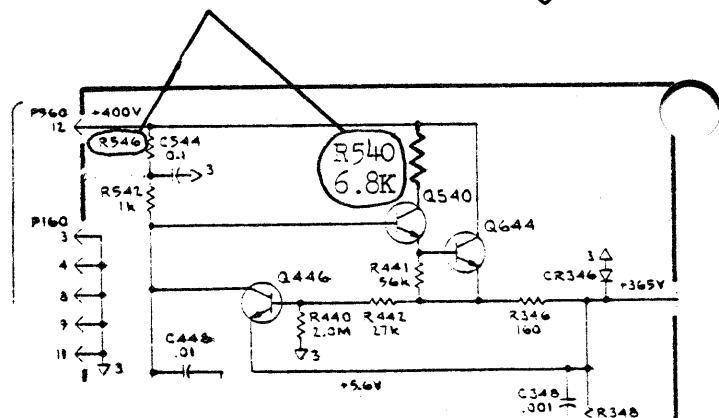 P960
12
+400V
R546
C544
0.1
3
R540
6.8K
R542
1k
Q540
P160
3
4
8
9
11
3
Q644
R441
56k
3
CR346
+365V
Q446
R440
2.0M
3
R442
27k
R346
160
C448
.01
+5.6V
C348
.001
R348